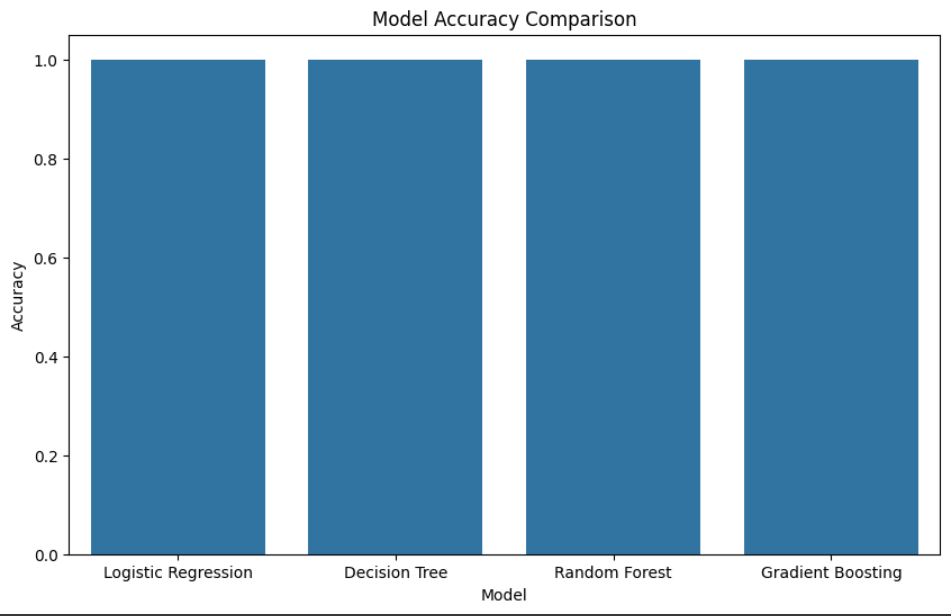 Model Accuracy Comparison
1.0
0.8
0.6
0.4
0.2
0.0
Accuracy
Logistic Regression Decision Tree Random Forest Gradient Boosting
Model